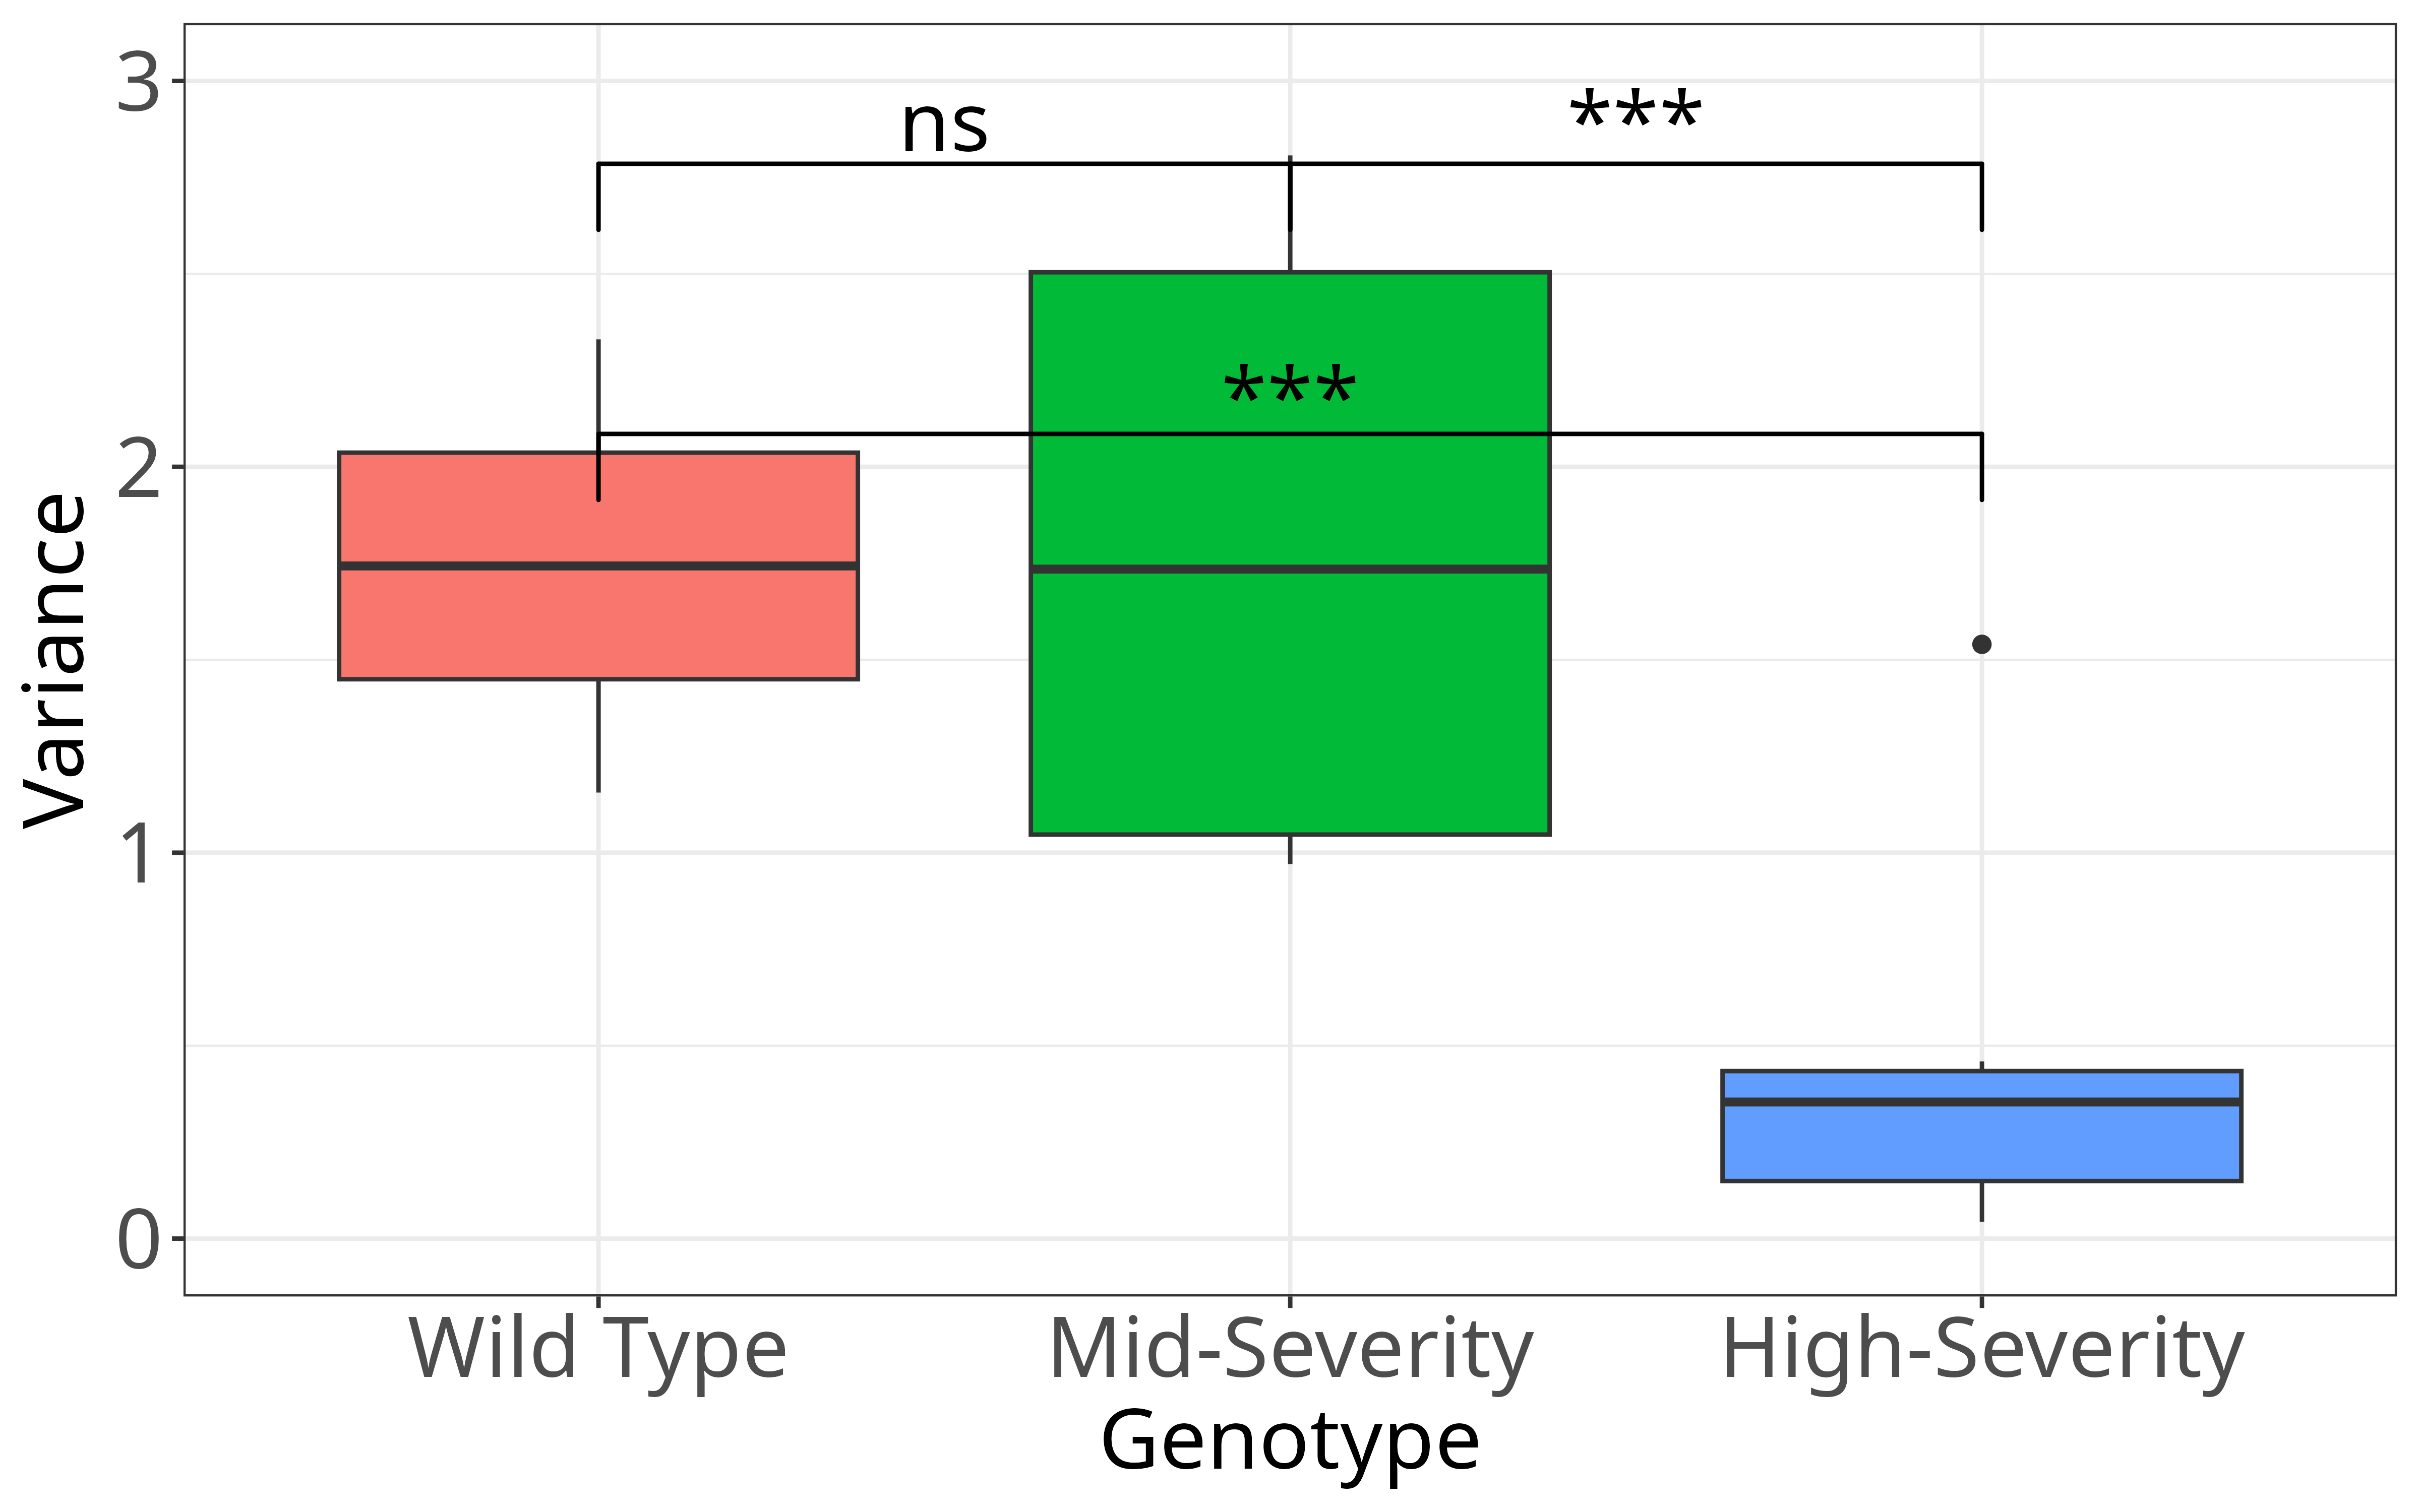 3
ns
***
***
2
1
0
Variance
Wild Type
Mid-Severity
High-Severity
Genotype